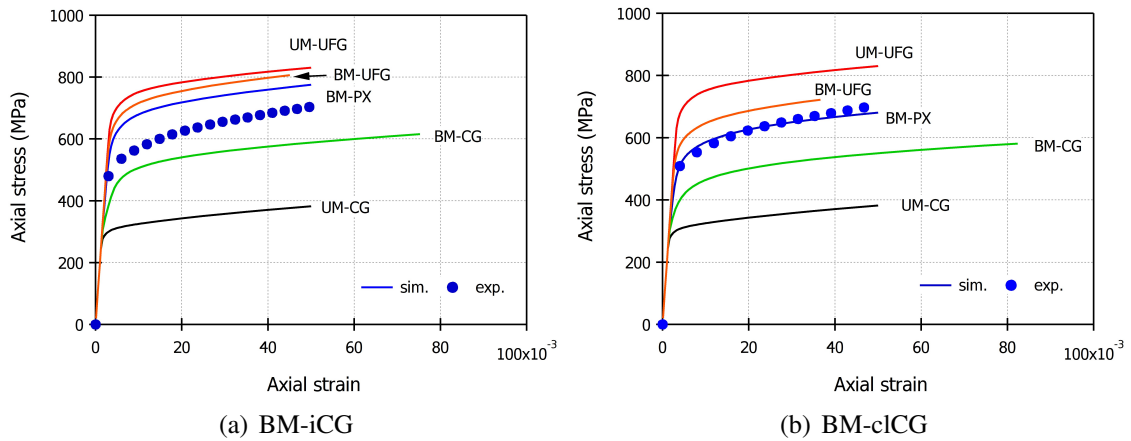 1000
800
600
400
200
0
Axial stress (MPa)
UM-UFG
BM-UFG
BM-PX
BM-CG
UM-CG
sim.
exp.
0
20
40
60
80
100x10⁻³
Axial strain
(a) BM-iCG
1000
800
600
400
200
0
Axial stress (MPa)
UM-UFG
BM-UFG
BM-PX
BM-CG
UM-CG
sim.
exp.
0
20
40
60
80
100x10⁻³
Axial strain
(b) BM-clCG